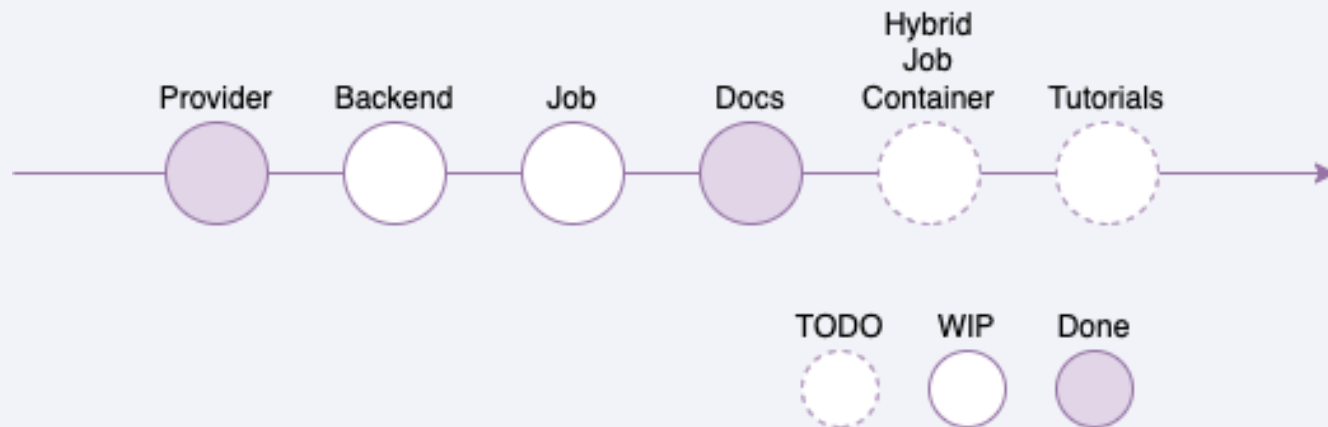 Hybrid
Job
Provider Backend Job Docs Container Tutorials
TODO WIP Done